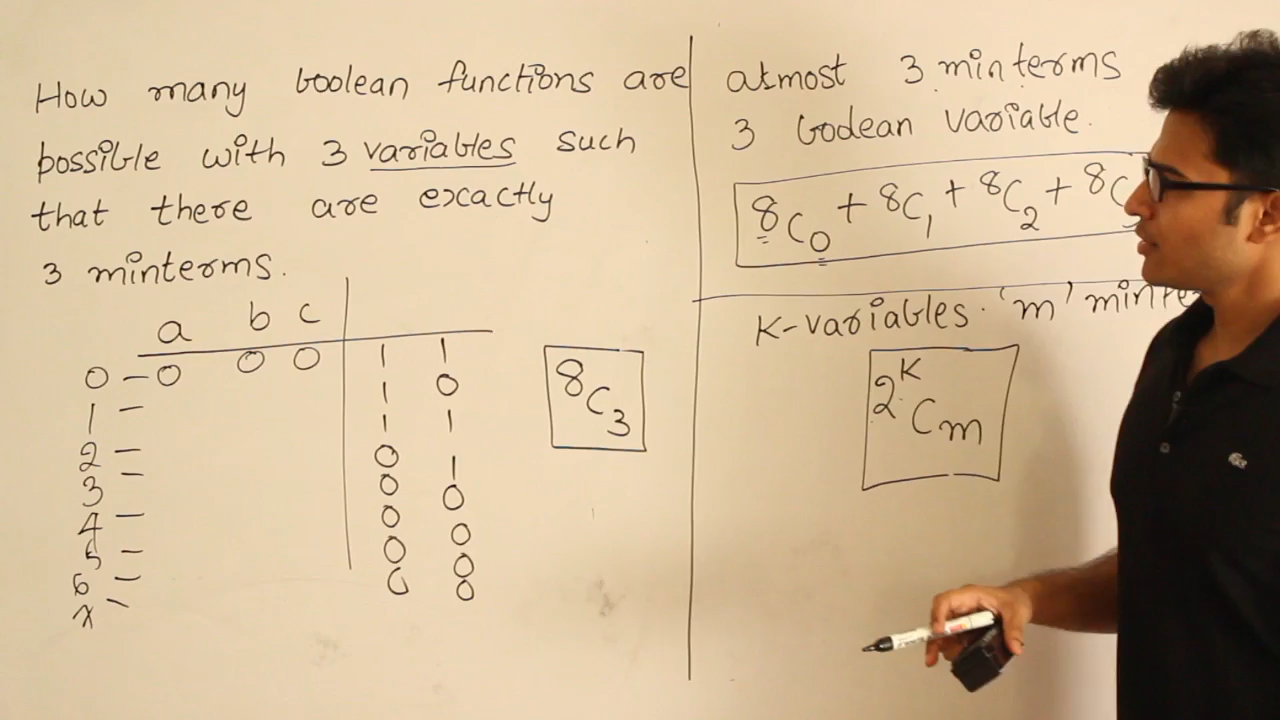 How many boolean functions are
possible with 3 variables such
that there are exactly
3 minterms.
a b c
0 - 0 0 0 1 1
1 - 1 0
2 - 1 1
3 - 0 1
4 - 0 0
5 - 0 0
6 - 0 0
7 - 0 0
8C3
atmost 3 minterms
3 boolean variable.
8C0 + 8C1 + 8C2 + 8C
K-variables. 'm' minte
2^K Cm